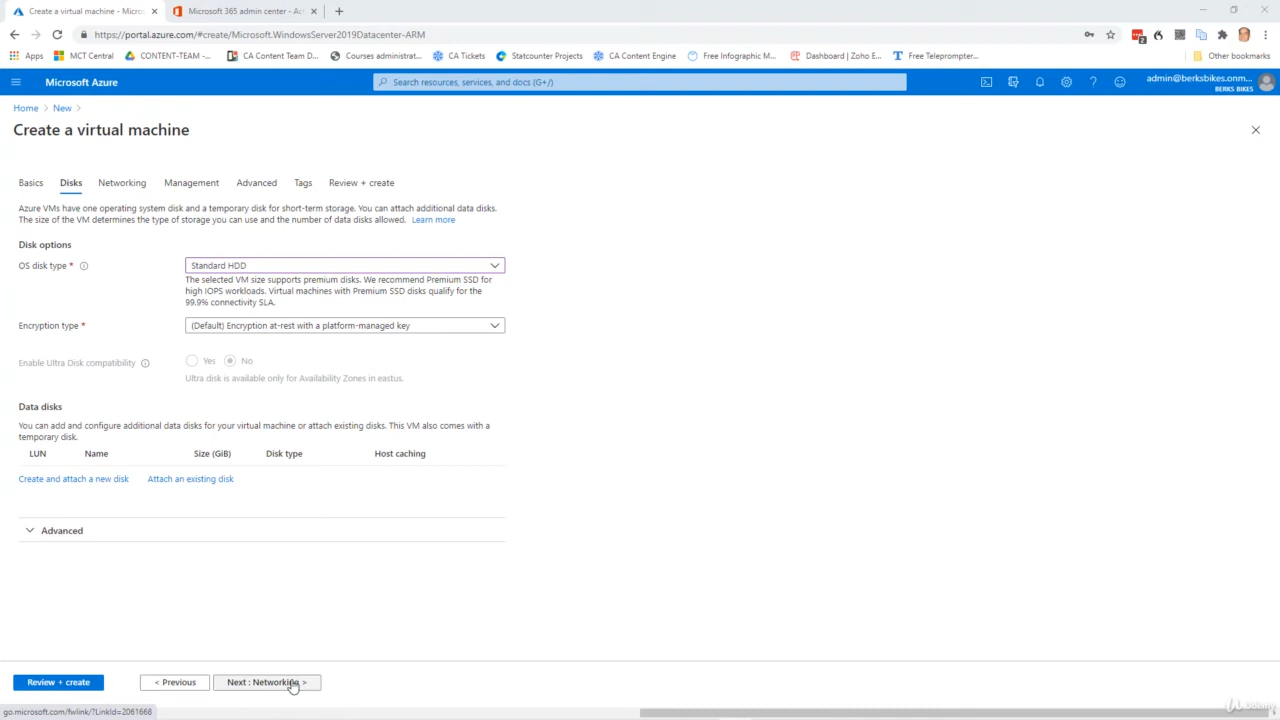 Create a virtual machine - Micros
Microsoft 365 admin center - Act
https://portal.azure.com/#create/Microsoft.WindowsServer2019Datacenter-ARM
2
Apps
MCT Central
CONTENT-TEAM -...
CA Content Team D...
Courses administrat...
CA Tickets
Statcounter Projects
CA Content Engine
Free Infographic M...
Dashboard | Zoho E...
Free Teleprompter...
Other bookmarks
Microsoft Azure
Search resources, services, and docs (G+/)
admin@berksbikes.onm...
BERKS BIKES
Home > New >
Create a virtual machine
Basics Disks Networking Management Advanced Tags Review + create
Azure VMs have one operating system disk and a temporary disk for short-term storage. You can attach additional data disks.
The size of the VM determines the type of storage you can use and the number of data disks allowed. Learn more
Disk options
OS disk type *
Standard HDD
The selected VM size supports premium disks. We recommend Premium SSD for
high IOPS workloads. Virtual machines with Premium SSD disks qualify for the
99.9% connectivity SLA.
Encryption type *
(Default) Encryption at-rest with a platform-managed key
Enable Ultra Disk compatibility
Yes No
Ultra disk is available only for Availability Zones in eastus.
Data disks
You can add and configure additional data disks for your virtual machine or attach existing disks. This VM also comes with a
temporary disk.
LUN Name Size (GiB) Disk type Host caching
Create and attach a new disk Attach an existing disk
Advanced
Review + create
< Previous
Next : Networking >
go.microsoft.com/fwlink/?LinkId=2061668
Udemy